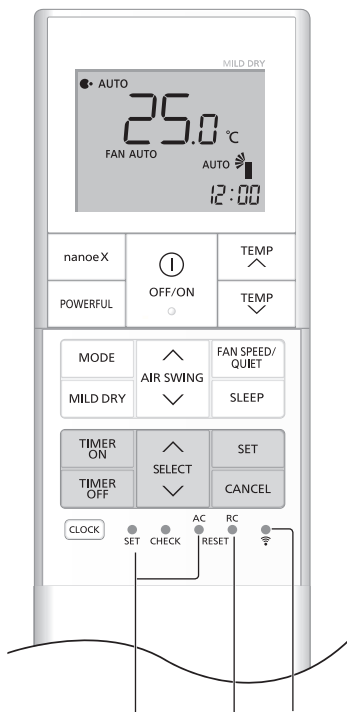 MILD DRY
AUTO
25.0 °C
FAN AUTO
AUTO
12:00
nanoe X
OFF/ON
TEMP
POWERFUL
TEMP
MODE
AIR SWING
FAN SPEED/
QUIET
MILD DRY
SLEEP
TIMER
ON
SELECT
SET
TIMER
OFF
CANCEL
CLOCK
AC
RC
SET
CHECK
RESET